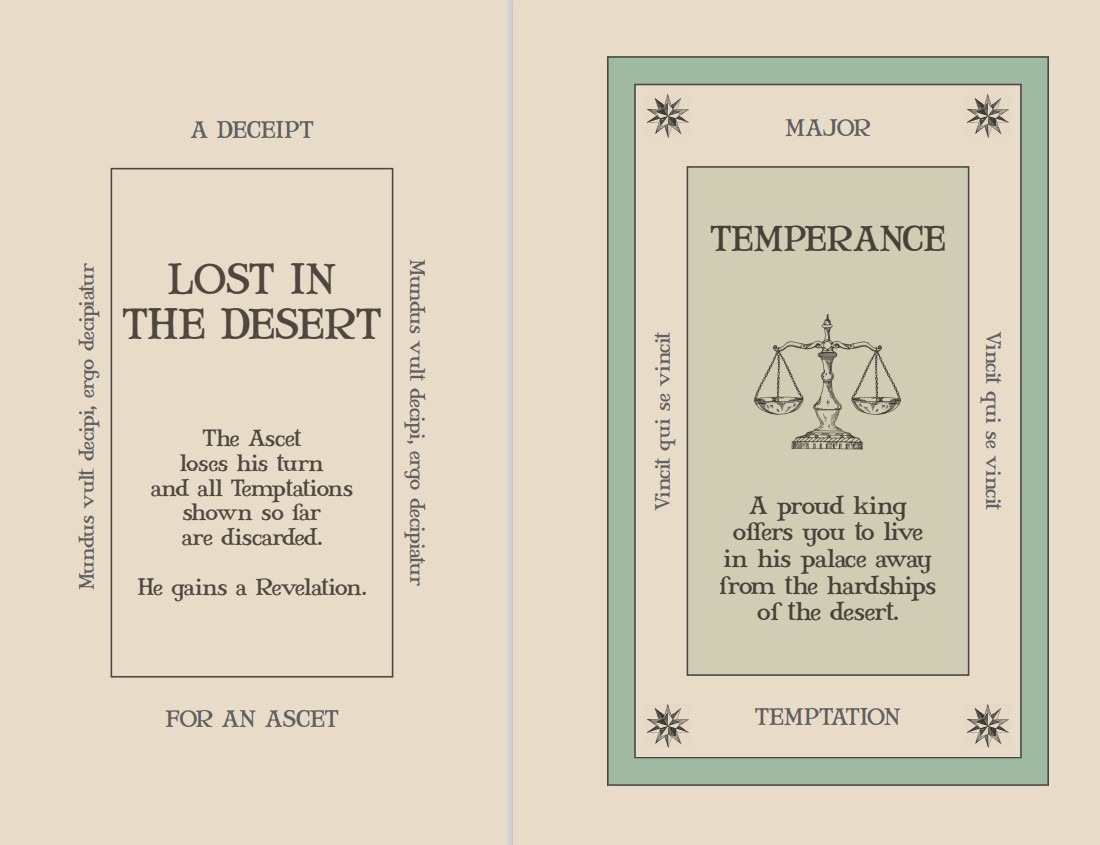 A DECEIPT
Mundus vult decipi, ergo decipiatur
LOST IN
THE DESERT
The Ascet
loses his turn
and all Temptations
shown so far
are discarded.
He gains a Revelation.
Mundus vult decipi, ergo decipiatur
FOR AN ASCET
MAJOR
Vincit qui se vincit
TEMPERANCE
A proud king
offers you to live
in his palace away
from the hardships
of the desert.
Vincit qui se vincit
TEMPTATION